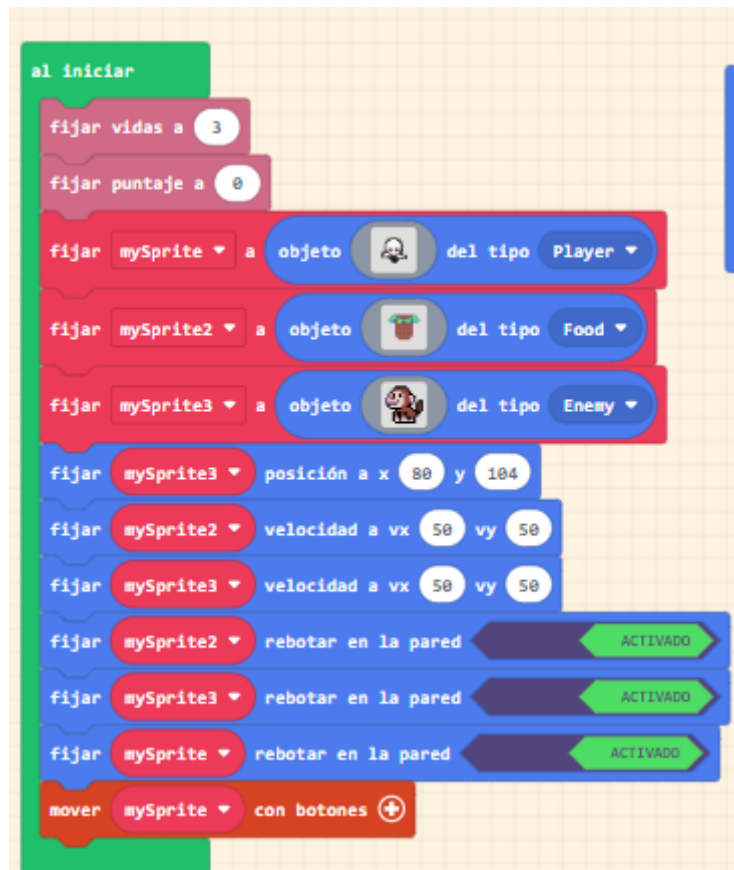 al iniciar
fijar vidas a 3
fijar puntaje a 0
fijar mySprite a objeto del tipo Player
fijar mySprite2 a objeto del tipo Food
fijar mySprite3 a objeto del tipo Enemy
fijar mySprite3 posición a x 80 y 104
fijar mySprite2 velocidad a vx 50 vy 50
fijar mySprite3 velocidad a vx 50 vy 50
fijar mySprite2 rebotar en la pared ACTIVADO
fijar mySprite3 rebotar en la pared ACTIVADO
fijar mySprite rebotar en la pared ACTIVADO
mover mySprite con botones